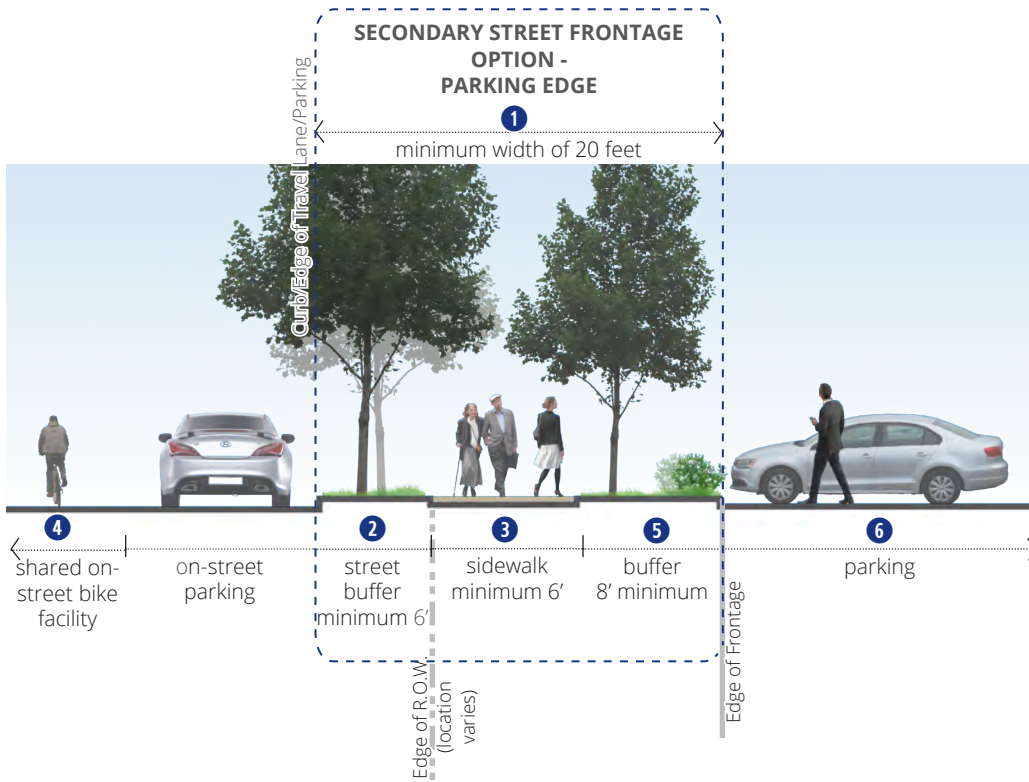 SECONDARY STREET FRONTAGE
OPTION -
PARKING EDGE
1
minimum width of 20 feet
Curb/Edge of Travel Lane/Parking
4
shared on-
street bike
facility
on-street
parking
2
street
buffer
minimum 6'
3
sidewalk
minimum 6'
5
buffer
8' minimum
6
parking
Edge of R.O.W.
(location
varies)
Edge of Frontage